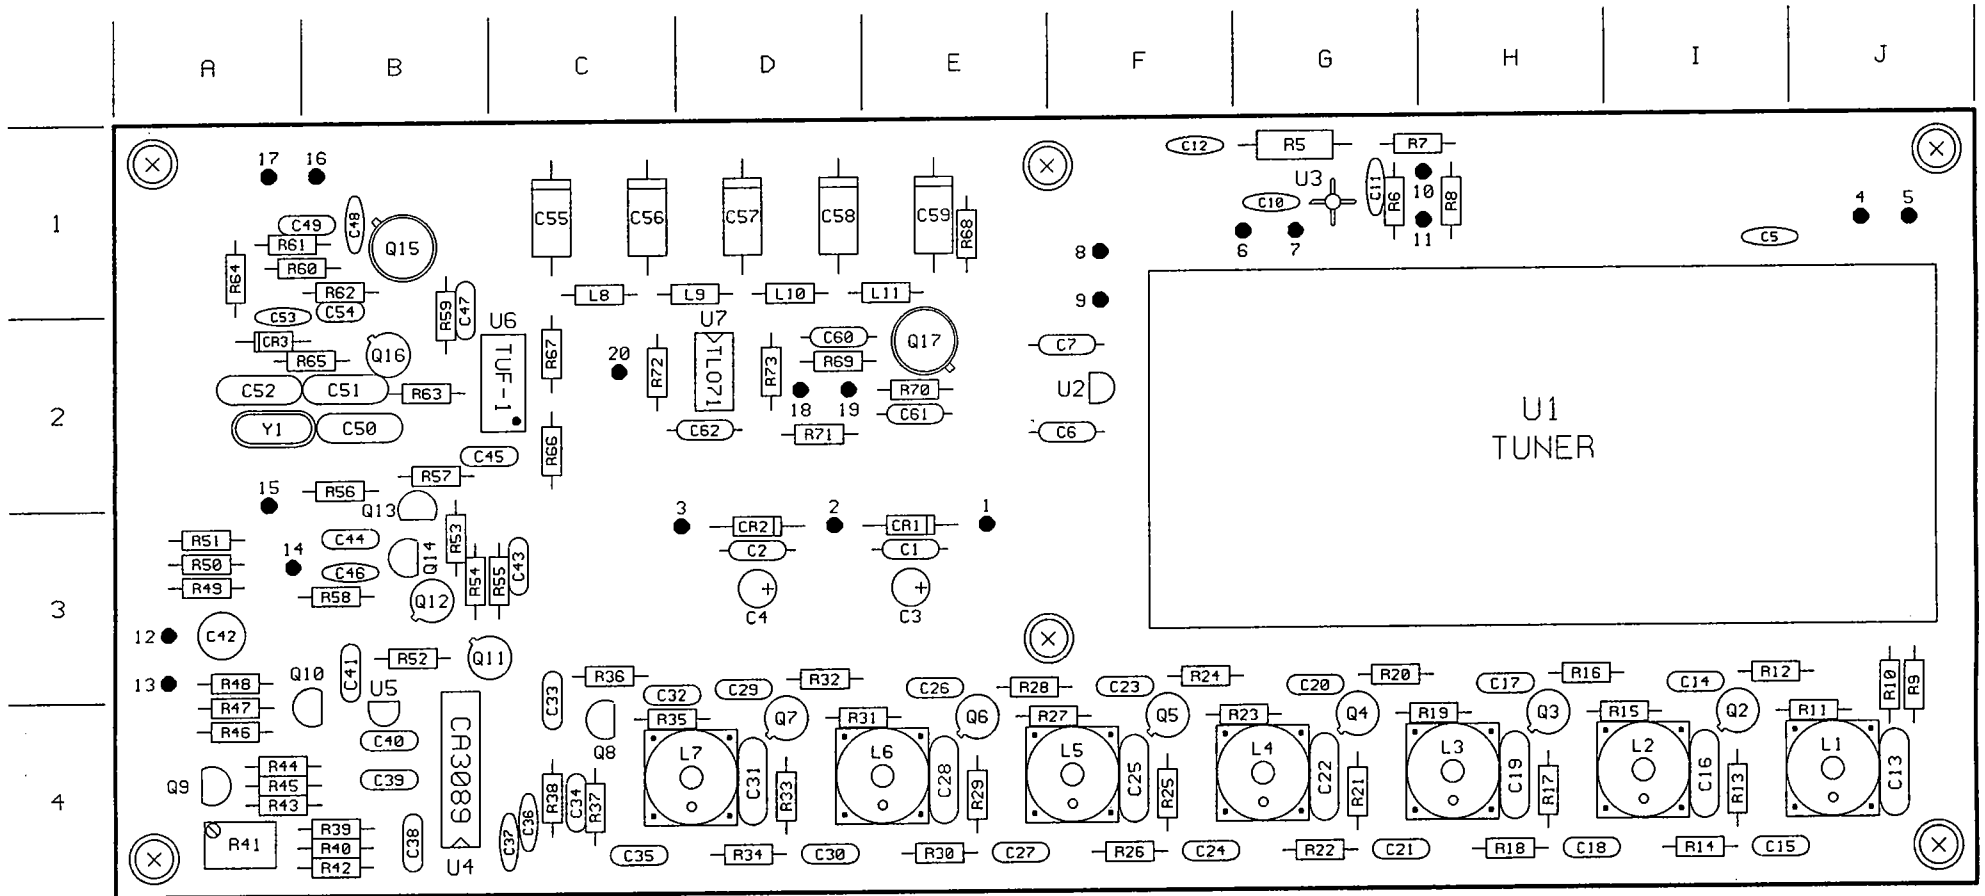 A B C D E F G H I J
1
17 16
C12 R5 R7
U3 C11 R6 10 R8
C10
4 5
C49 C48
R61 Q15
R60
R64
C55 C56 C57 C58 C59 R68
6 7 11
C5
8
9
R62
C54
C53
R59 C47
L8 L9 L10 L11
2
U6 U7
CR3
R65
Q16
TUF-1
R67
20
R72
TL071
R73
C60
R69
Q17
C7
C52 C51
R63
18 19
R70
C61
U2
Y1 C50
C62
R71
C6
U1
TUNER
C45
R66
R57
15
R56
Q13
3
R51
R50
R49
14
C44
C46
R58
Q14
R53
Q12
R54 R55 C43
3 CR2 2 CR1 1
C2 C1
C4 C3
12
C42
13
R48
R47
R46
Q10
C41
R52
Q11
U5
C33
R36
C32
R35
C29
R32
C26
R28
C23
R24
C20
R20
C17
R16
C14
R12
R10 R9
4
C40
C39
CA3089
U4
Q8
Q7
R31
Q6
R27
Q5
R23
Q4
R19
Q3
R15
Q2
R11
L7 L6 L5 L4 L3 L2 L1
Q9
R44
R45
R43
R38 C34 R37
C31 R33
C28 R29
C25 R25
C22 R21
C19 R17
C16 R13
C13
R41
R39
R40
R42
C38
C37 C36
C35 R34 C30 R30 C27 R26 C24 R22 C21 R18 C18 R14 C15